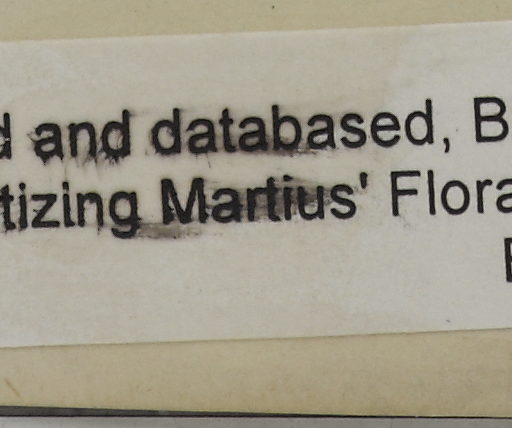 d and databased, B
tizing Martius' Flora